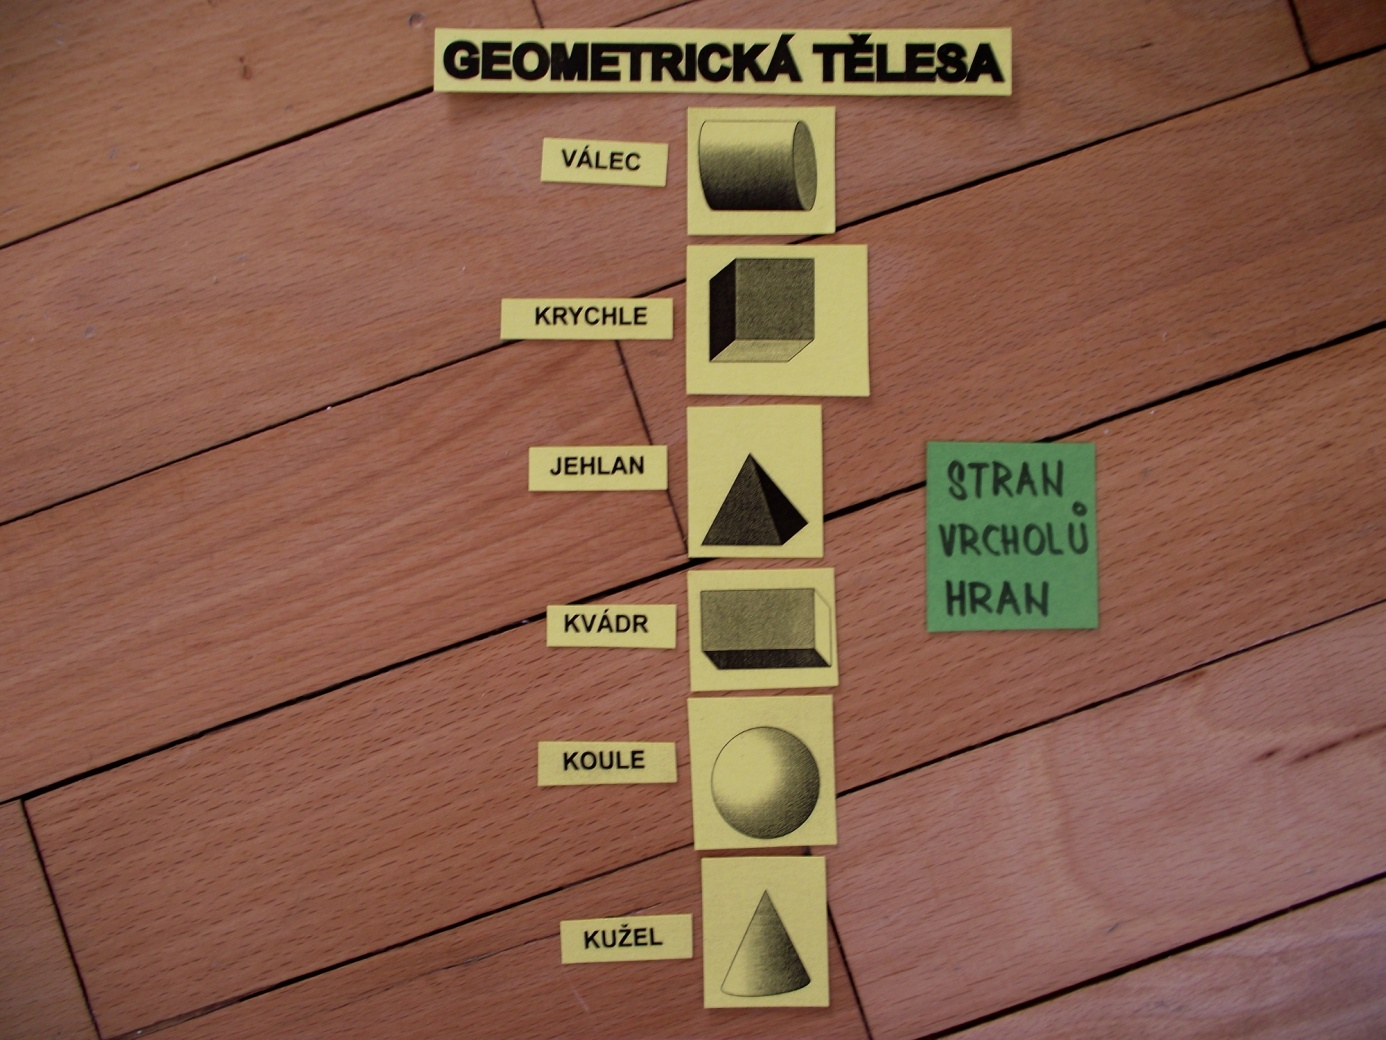 GEOMETRICKÁ TĚLESA
VÁLEC
KRYCHLE
JEHLAN
KVÁDR
KOULE
KUŽEL
STRAN
VRCHOLŮ
HRAN